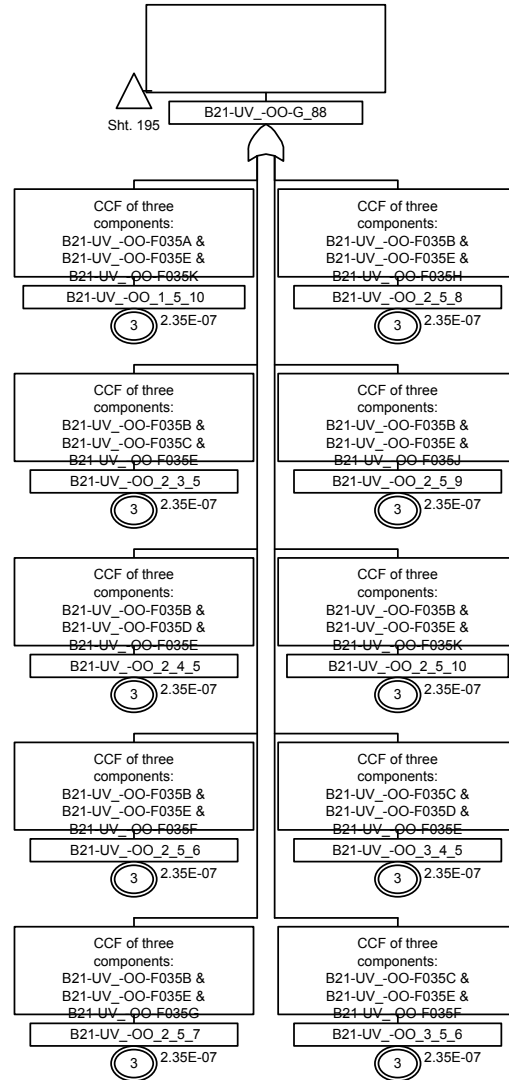 B21-UV_-OO-G_88
Sht. 195
CCF of three
components:
B21-UV_-OO-F035A &
B21-UV_-OO-F035E &
B21-UV_-OO-F035K
B21-UV_-OO_1_5_10
3
2.35E-07
CCF of three
components:
B21-UV_-OO-F035B &
B21-UV_-OO-F035E &
B21-UV_-OO-F035H
B21-UV_-OO_2_5_8
3
2.35E-07
CCF of three
components:
B21-UV_-OO-F035B &
B21-UV_-OO-F035C &
B21-UV_-OO-F035E
B21-UV_-OO_2_3_5
3
2.35E-07
CCF of three
components:
B21-UV_-OO-F035B &
B21-UV_-OO-F035E &
B21-UV_-OO-F035J
B21-UV_-OO_2_5_9
3
2.35E-07
CCF of three
components:
B21-UV_-OO-F035B &
B21-UV_-OO-F035D &
B21-UV_-OO-F035E
B21-UV_-OO_2_4_5
3
2.35E-07
CCF of three
components:
B21-UV_-OO-F035B &
B21-UV_-OO-F035E &
B21-UV_-OO-F035K
B21-UV_-OO_2_5_10
3
2.35E-07
CCF of three
components:
B21-UV_-OO-F035B &
B21-UV_-OO-F035E &
B21-UV_-OO-F035F
B21-UV_-OO_2_5_6
3
2.35E-07
CCF of three
components:
B21-UV_-OO-F035C &
B21-UV_-OO-F035D &
B21-UV_-OO-F035E
B21-UV_-OO_3_4_5
3
2.35E-07
CCF of three
components:
B21-UV_-OO-F035B &
B21-UV_-OO-F035E &
B21-UV_-OO-F035G
B21-UV_-OO_2_5_7
3
2.35E-07
CCF of three
components:
B21-UV_-OO-F035C &
B21-UV_-OO-F035E &
B21-UV_-OO-F035F
B21-UV_-OO_3_5_6
3
2.35E-07